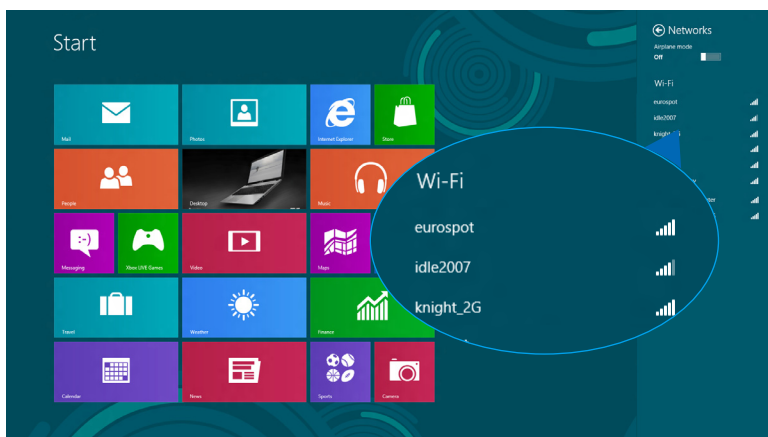 Start
Mail
Photos
Internet Explorer
Store
People
Desktop
Music
Messaging
Xbox LIVE Games
Video
Maps
Travel
Weather
Finance
Calendar
News
Sports
Camera
Networks
Airplane mode
Off
Wi-Fi
eurospot
idle2007
Wi-Fi
eurospot
idle2007
knight_2G